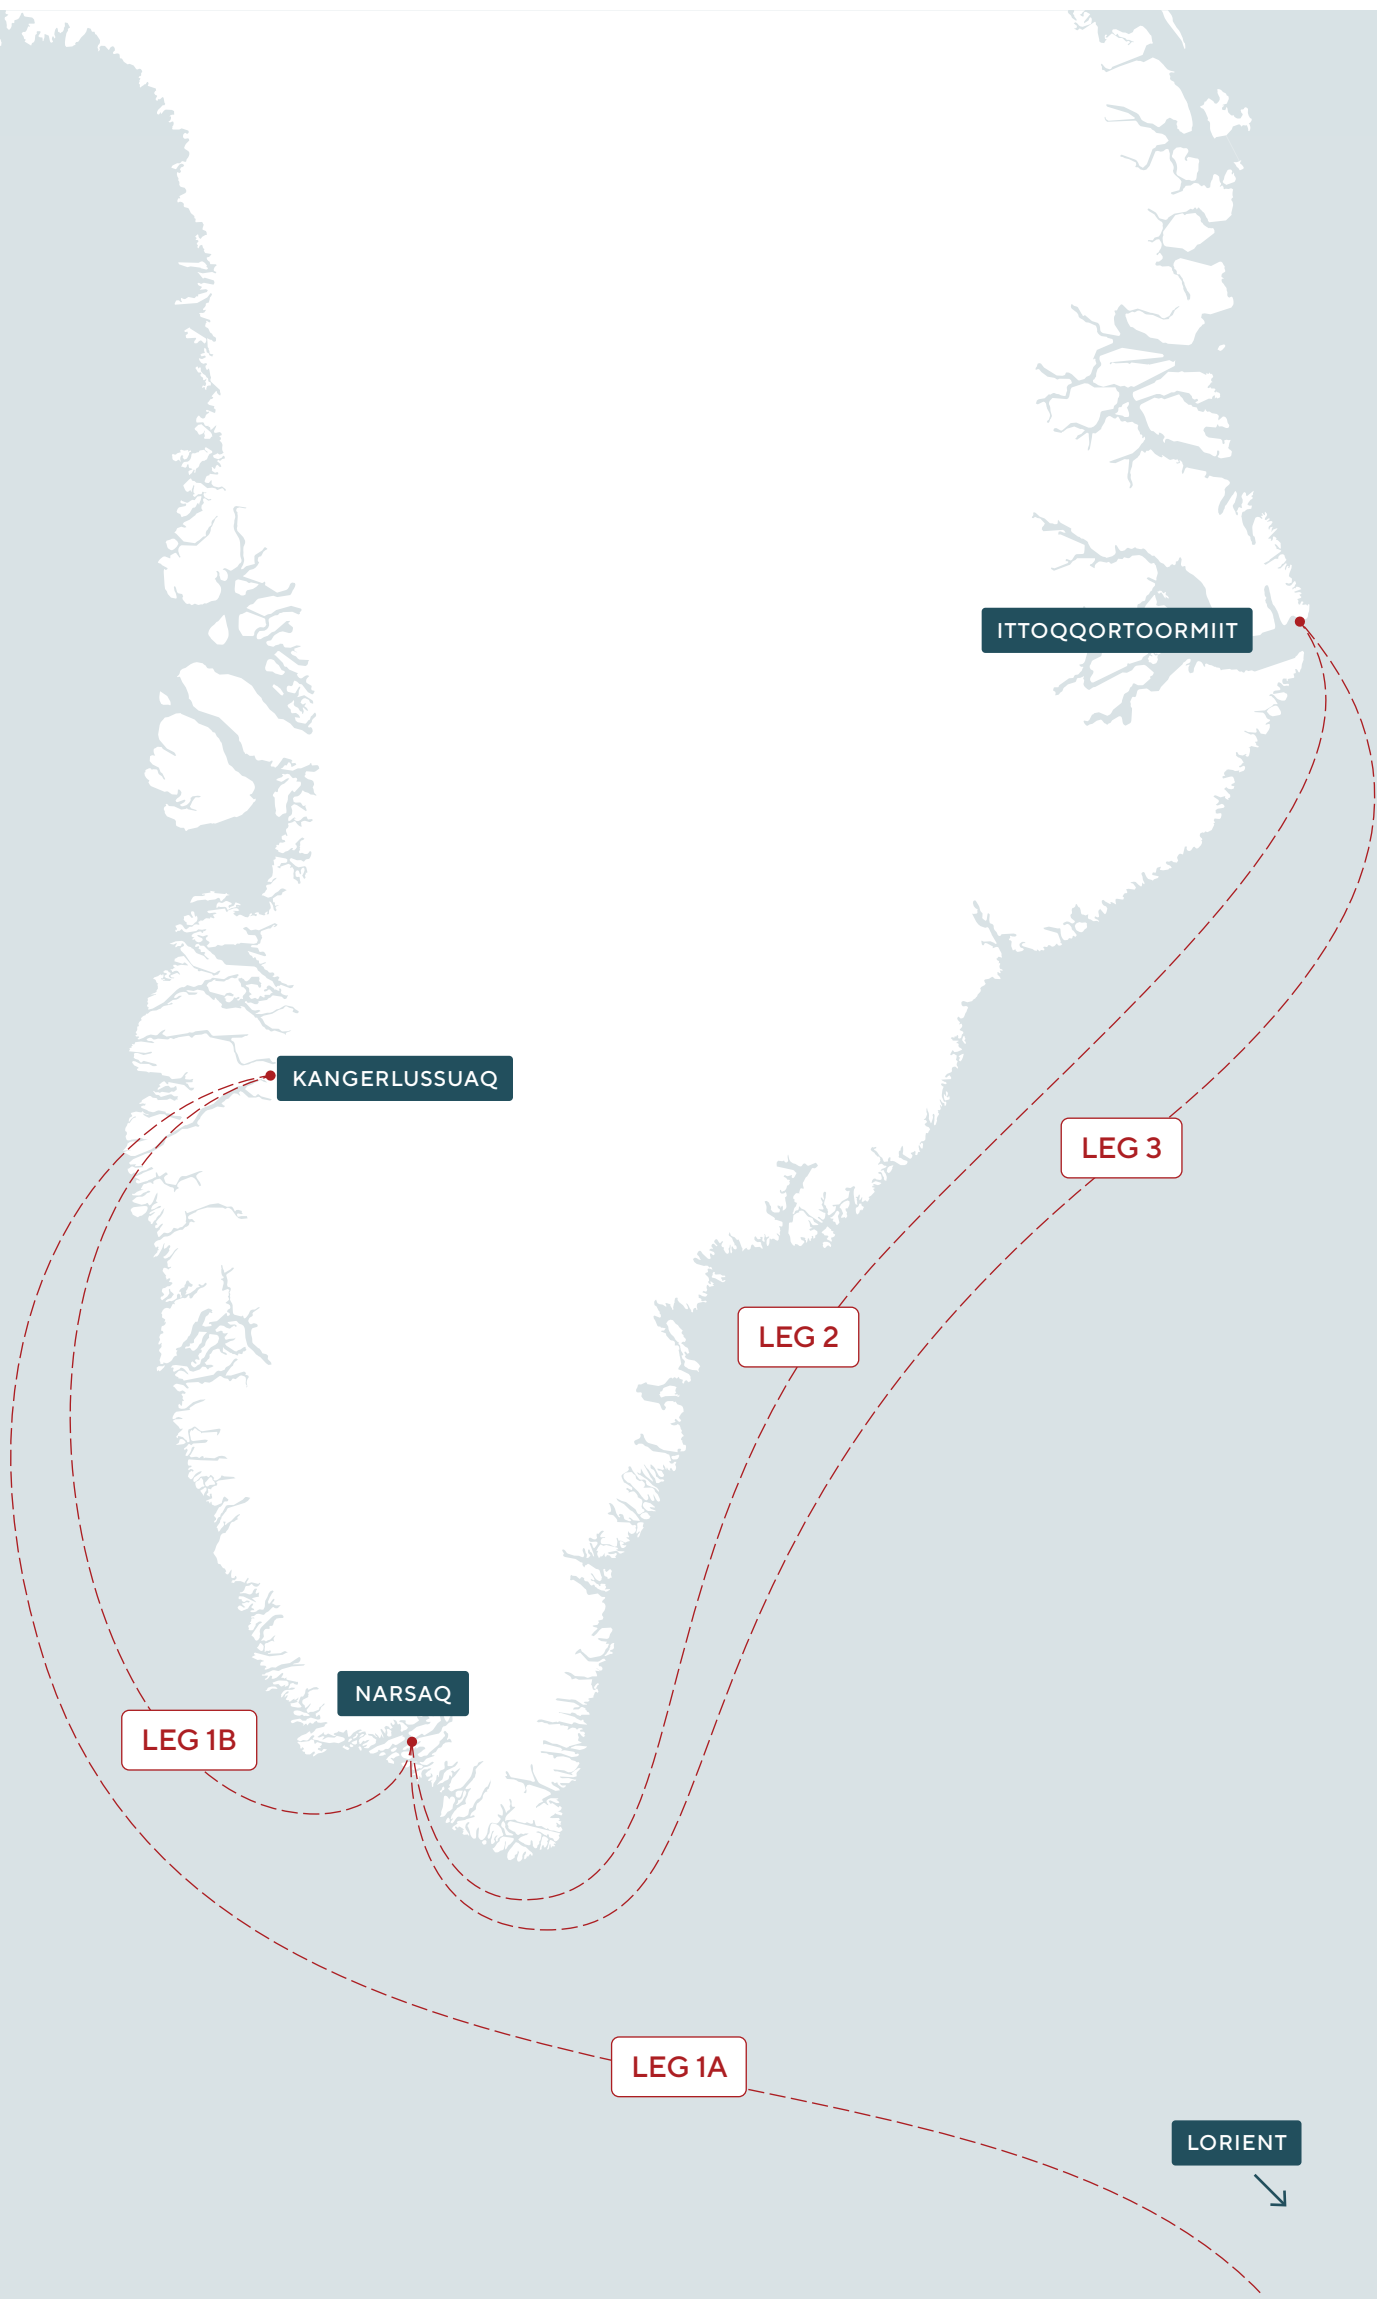 ITTOQQORTOORMIIT
KANGERLUSSUAQ
LEG 3
LEG 2
NARSAQ
LEG 1B
LEG 1A
LORIENT